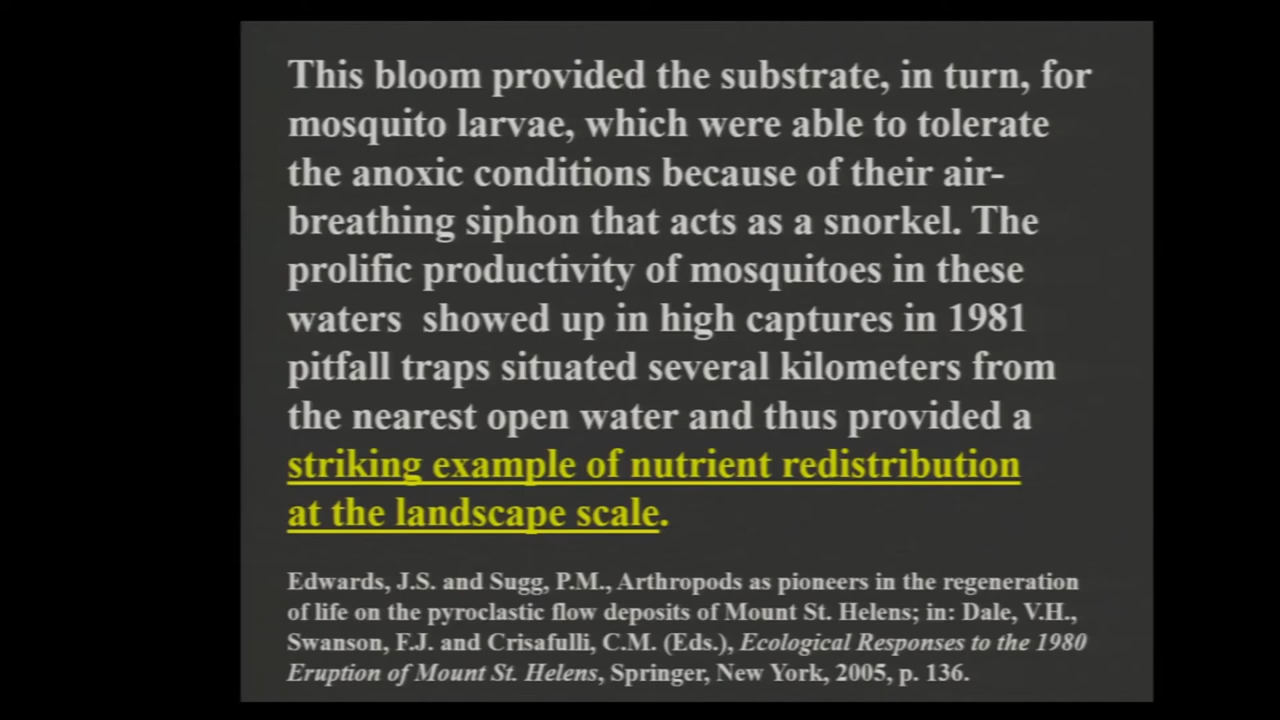 This bloom provided the substrate, in turn, for
mosquito larvae, which were able to tolerate
the anoxic conditions because of their air-
breathing siphon that acts as a snorkel. The
prolific productivity of mosquitoes in these
waters  showed up in high captures in 1981
pitfall traps situated several kilometers from
the nearest open water and thus provided a
striking example of nutrient redistribution
at the landscape scale.
Edwards, J.S. and Sugg, P.M., Arthropods as pioneers in the regeneration
of life on the pyroclastic flow deposits of Mount St. Helens; in: Dale, V.H.,
Swanson, F.J. and Crisafulli, C.M. (Eds.), Ecological Responses to the 1980
Eruption of Mount St. Helens, Springer, New York, 2005, p. 136.